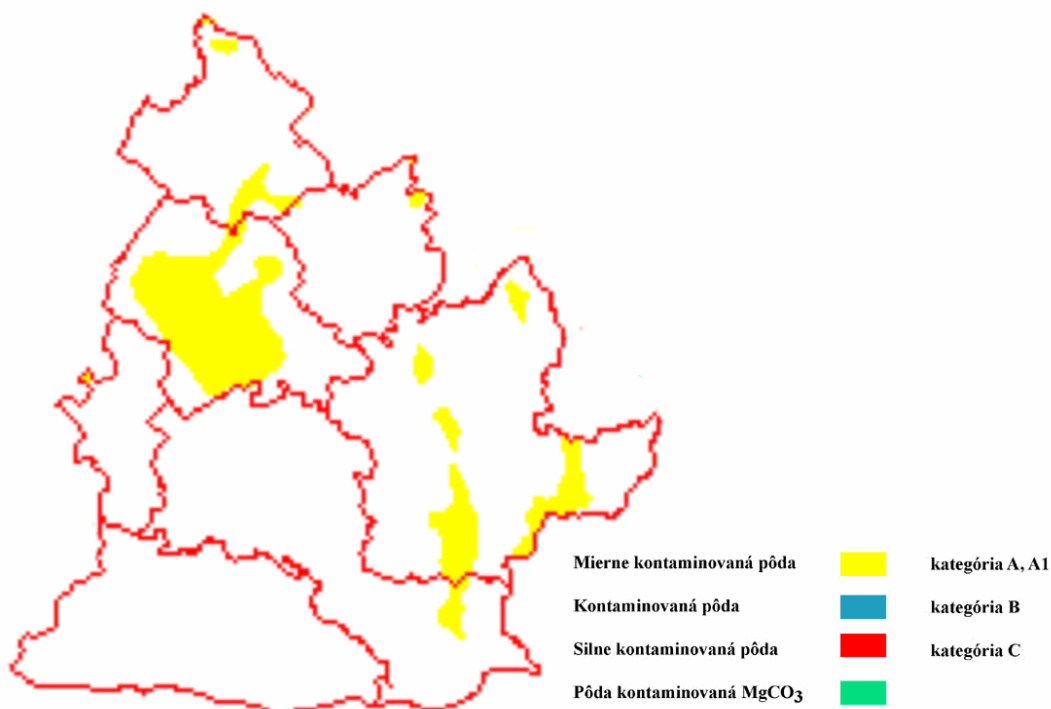 Mierne kontaminovaná pôda kategória A, A1
Kontaminovaná pôda kategória B
Silne kontaminovaná pôda kategória C
Pôda kontaminovaná MgCO3